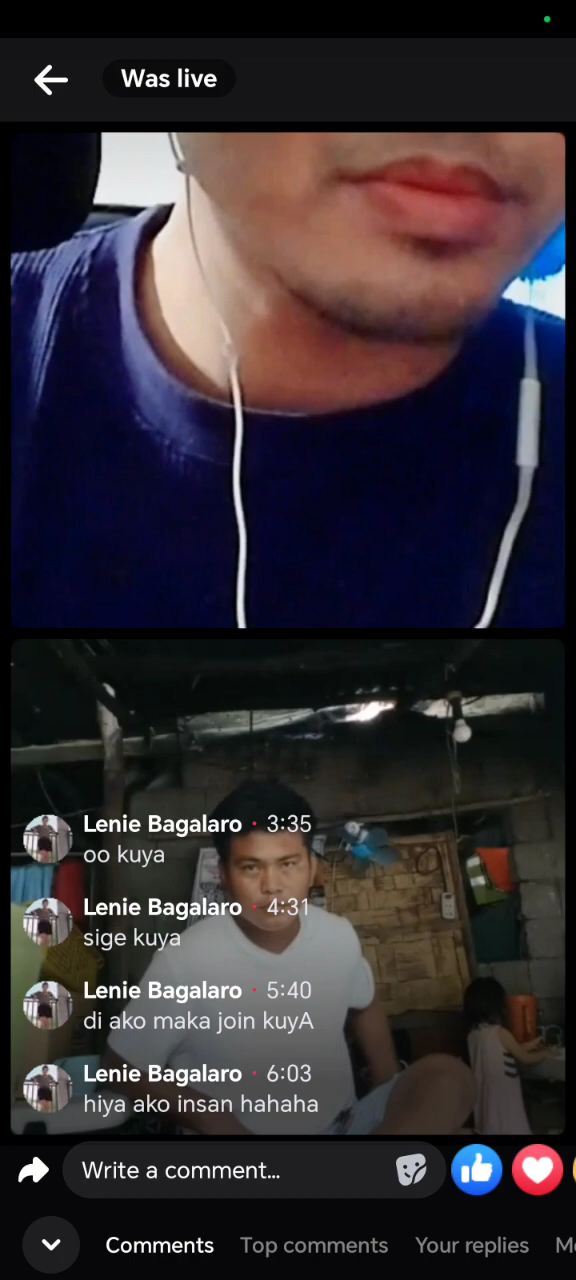 Was live
Lenie Bagalaro · 3:35
oo kuya
Lenie Bagalaro · 4:31
sige kuya
Lenie Bagalaro · 5:40
di ako maka join kuyA
Lenie Bagalaro · 6:03
hiya ako insan hahaha
Write a comment...
Comments Top comments Your replies